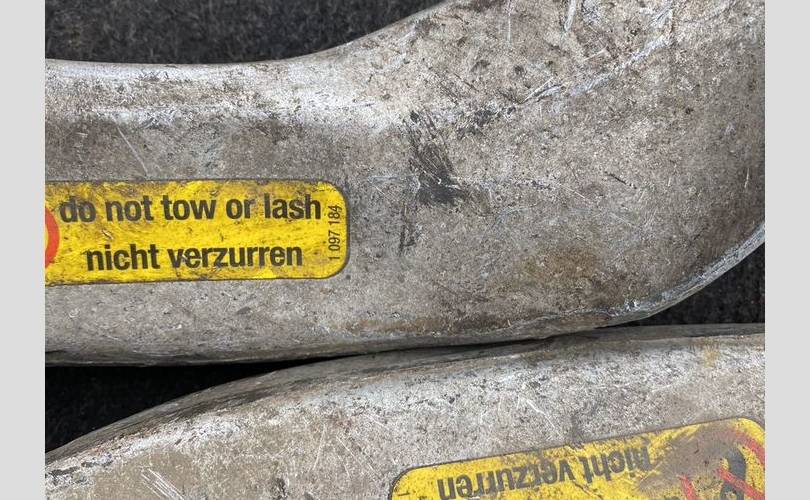 do not tow or lash
nicht verzurren
1 097 184
nicht verzurren